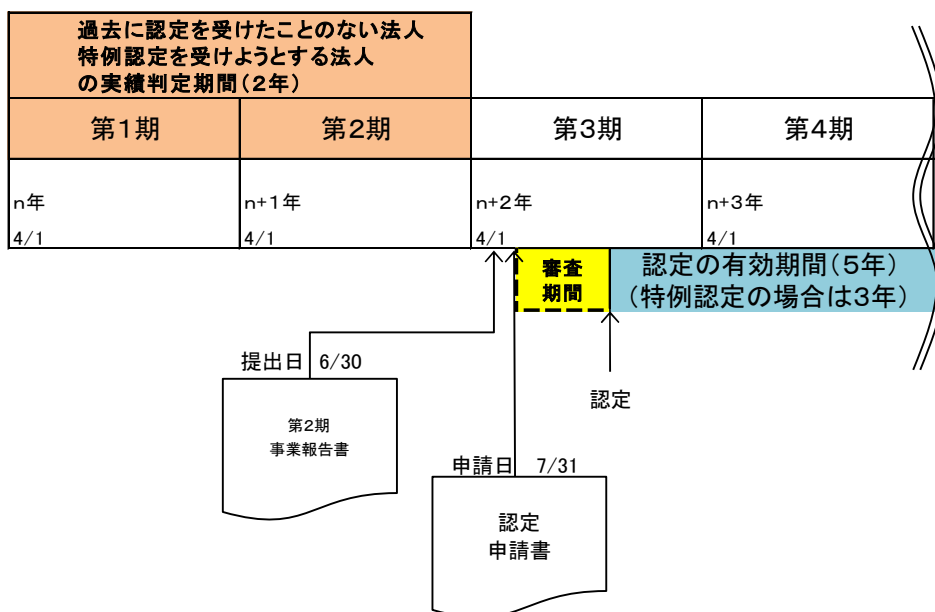 過去に認定を受けたことのない法人
特例認定を受けようとする法人
の実績判定期間(2年)
第1期
第2期
第3期
第4期
n年
4/1
n+1年
4/1
n+2年
4/1
n+3年
4/1
審査
期間
認定の有効期間(5年)
(特例認定の場合は3年)
提出日 6/30
第2期
事業報告書
認定
申請日 7/31
認定
申請書